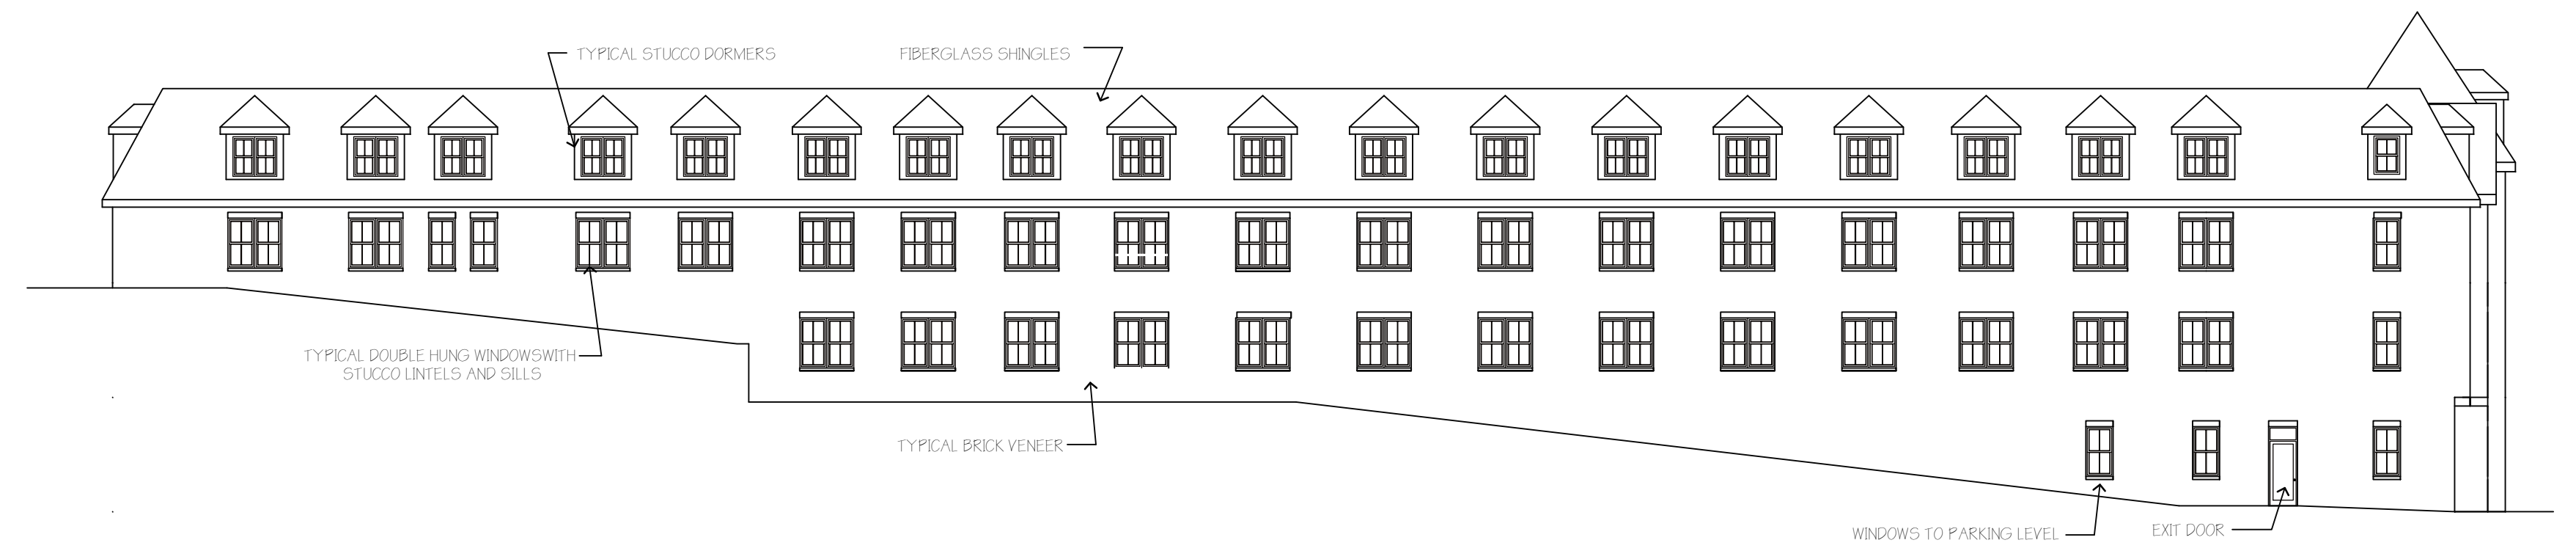 TYPICAL STUCCO DORMERS
FIBERGLASS SHINGLES
TYPICAL DOUBLE HUNG WINDOWSWITH
STUCCO LINTELS AND SILLS
TYPICAL BRICK VENEER
WINDOWS TO PARKING LEVEL
EXIT DOOR